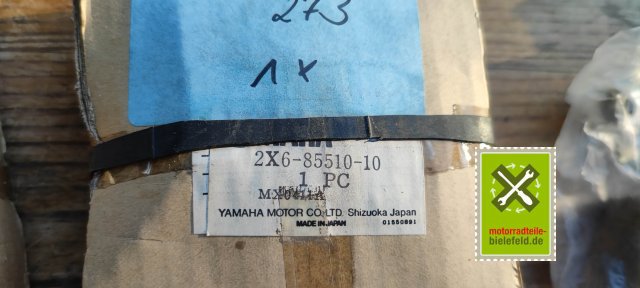 273
1x
2X6-85510-10
1 PC
YAMAHA MOTOR CO.,LTD. Shizuoka Japan
MADE IN JAPAN
01550891
motorradteile-
bielefeld.de